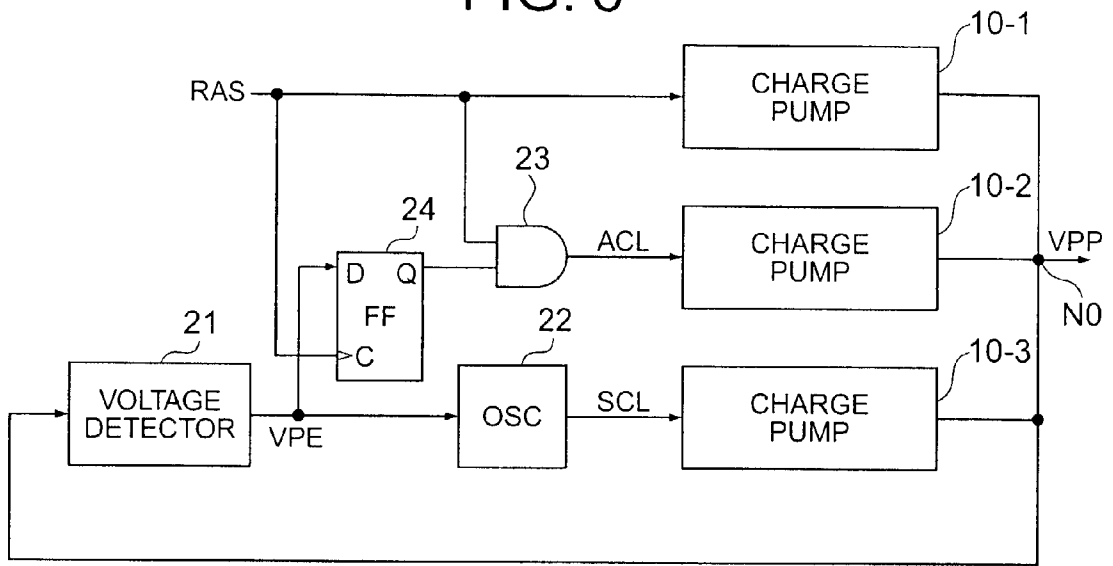 10-1
RAS
CHARGE
PUMP
23
10-2
24
ACL
CHARGE
PUMP
VPP
D Q
FF
C
N0
21
22
10-3
VOLTAGE
DETECTOR
VPE
OSC
SCL
CHARGE
PUMP